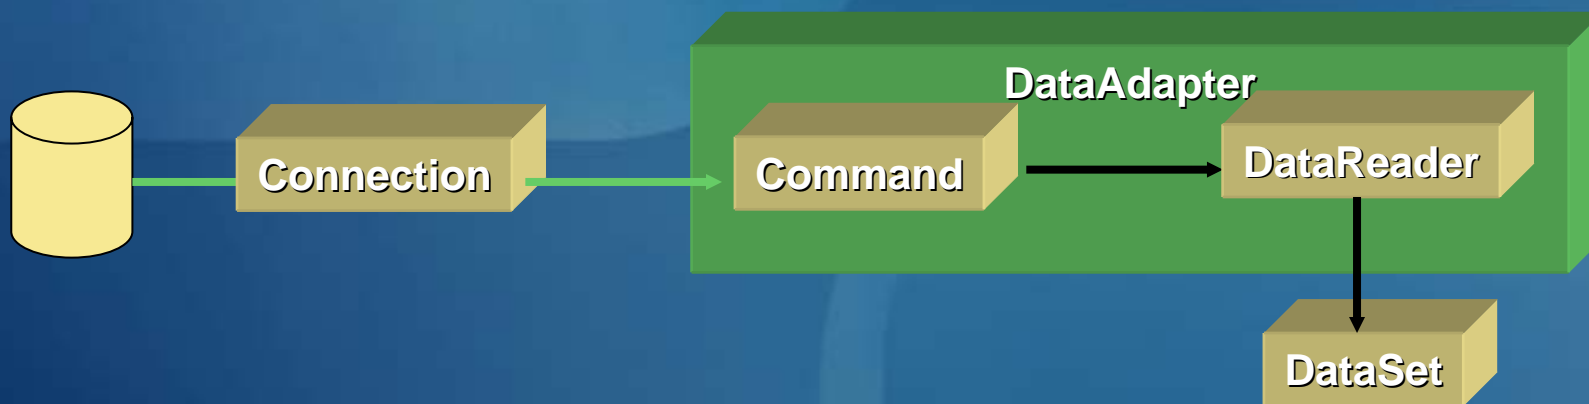 DataAdapter
Connection
Command
DataReader
DataSet